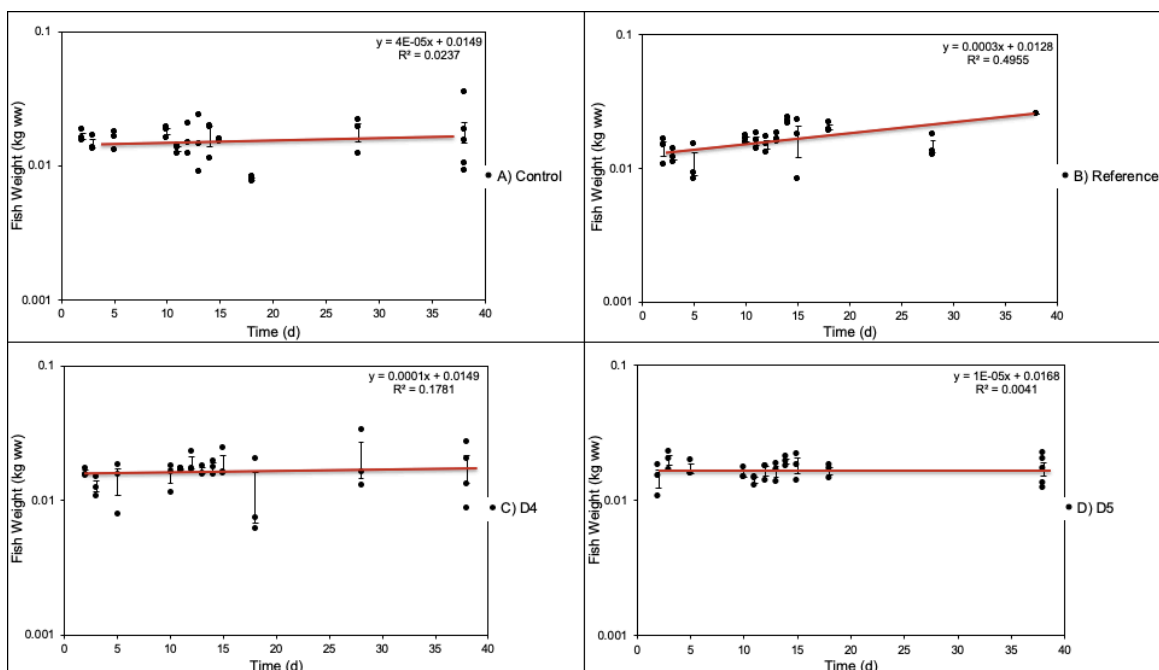 y = 4E-05x + 0.0149
R² = 0.0237
0.1
0.01
0.001
Fish Weight (kg ww)
0 5 10 15 20 25 30 35 40
Time (d)
A) Control
y = 0.0003x + 0.0128
R² = 0.4955
0.1
0.01
0.001
Fish Weight (kg ww)
0 5 10 15 20 25 30 35 40
Time (d)
B) Reference
y = 0.0001x + 0.0149
R² = 0.1781
0.1
0.01
0.001
Fish Weight (kg ww)
0 5 10 15 20 25 30 35 40
Time (d)
C) D4
y = 1E-05x + 0.0168
R² = 0.0041
0.1
0.01
0.001
Fish Weight (kg ww)
0 5 10 15 20 25 30 35 40
Time (d)
D) D5